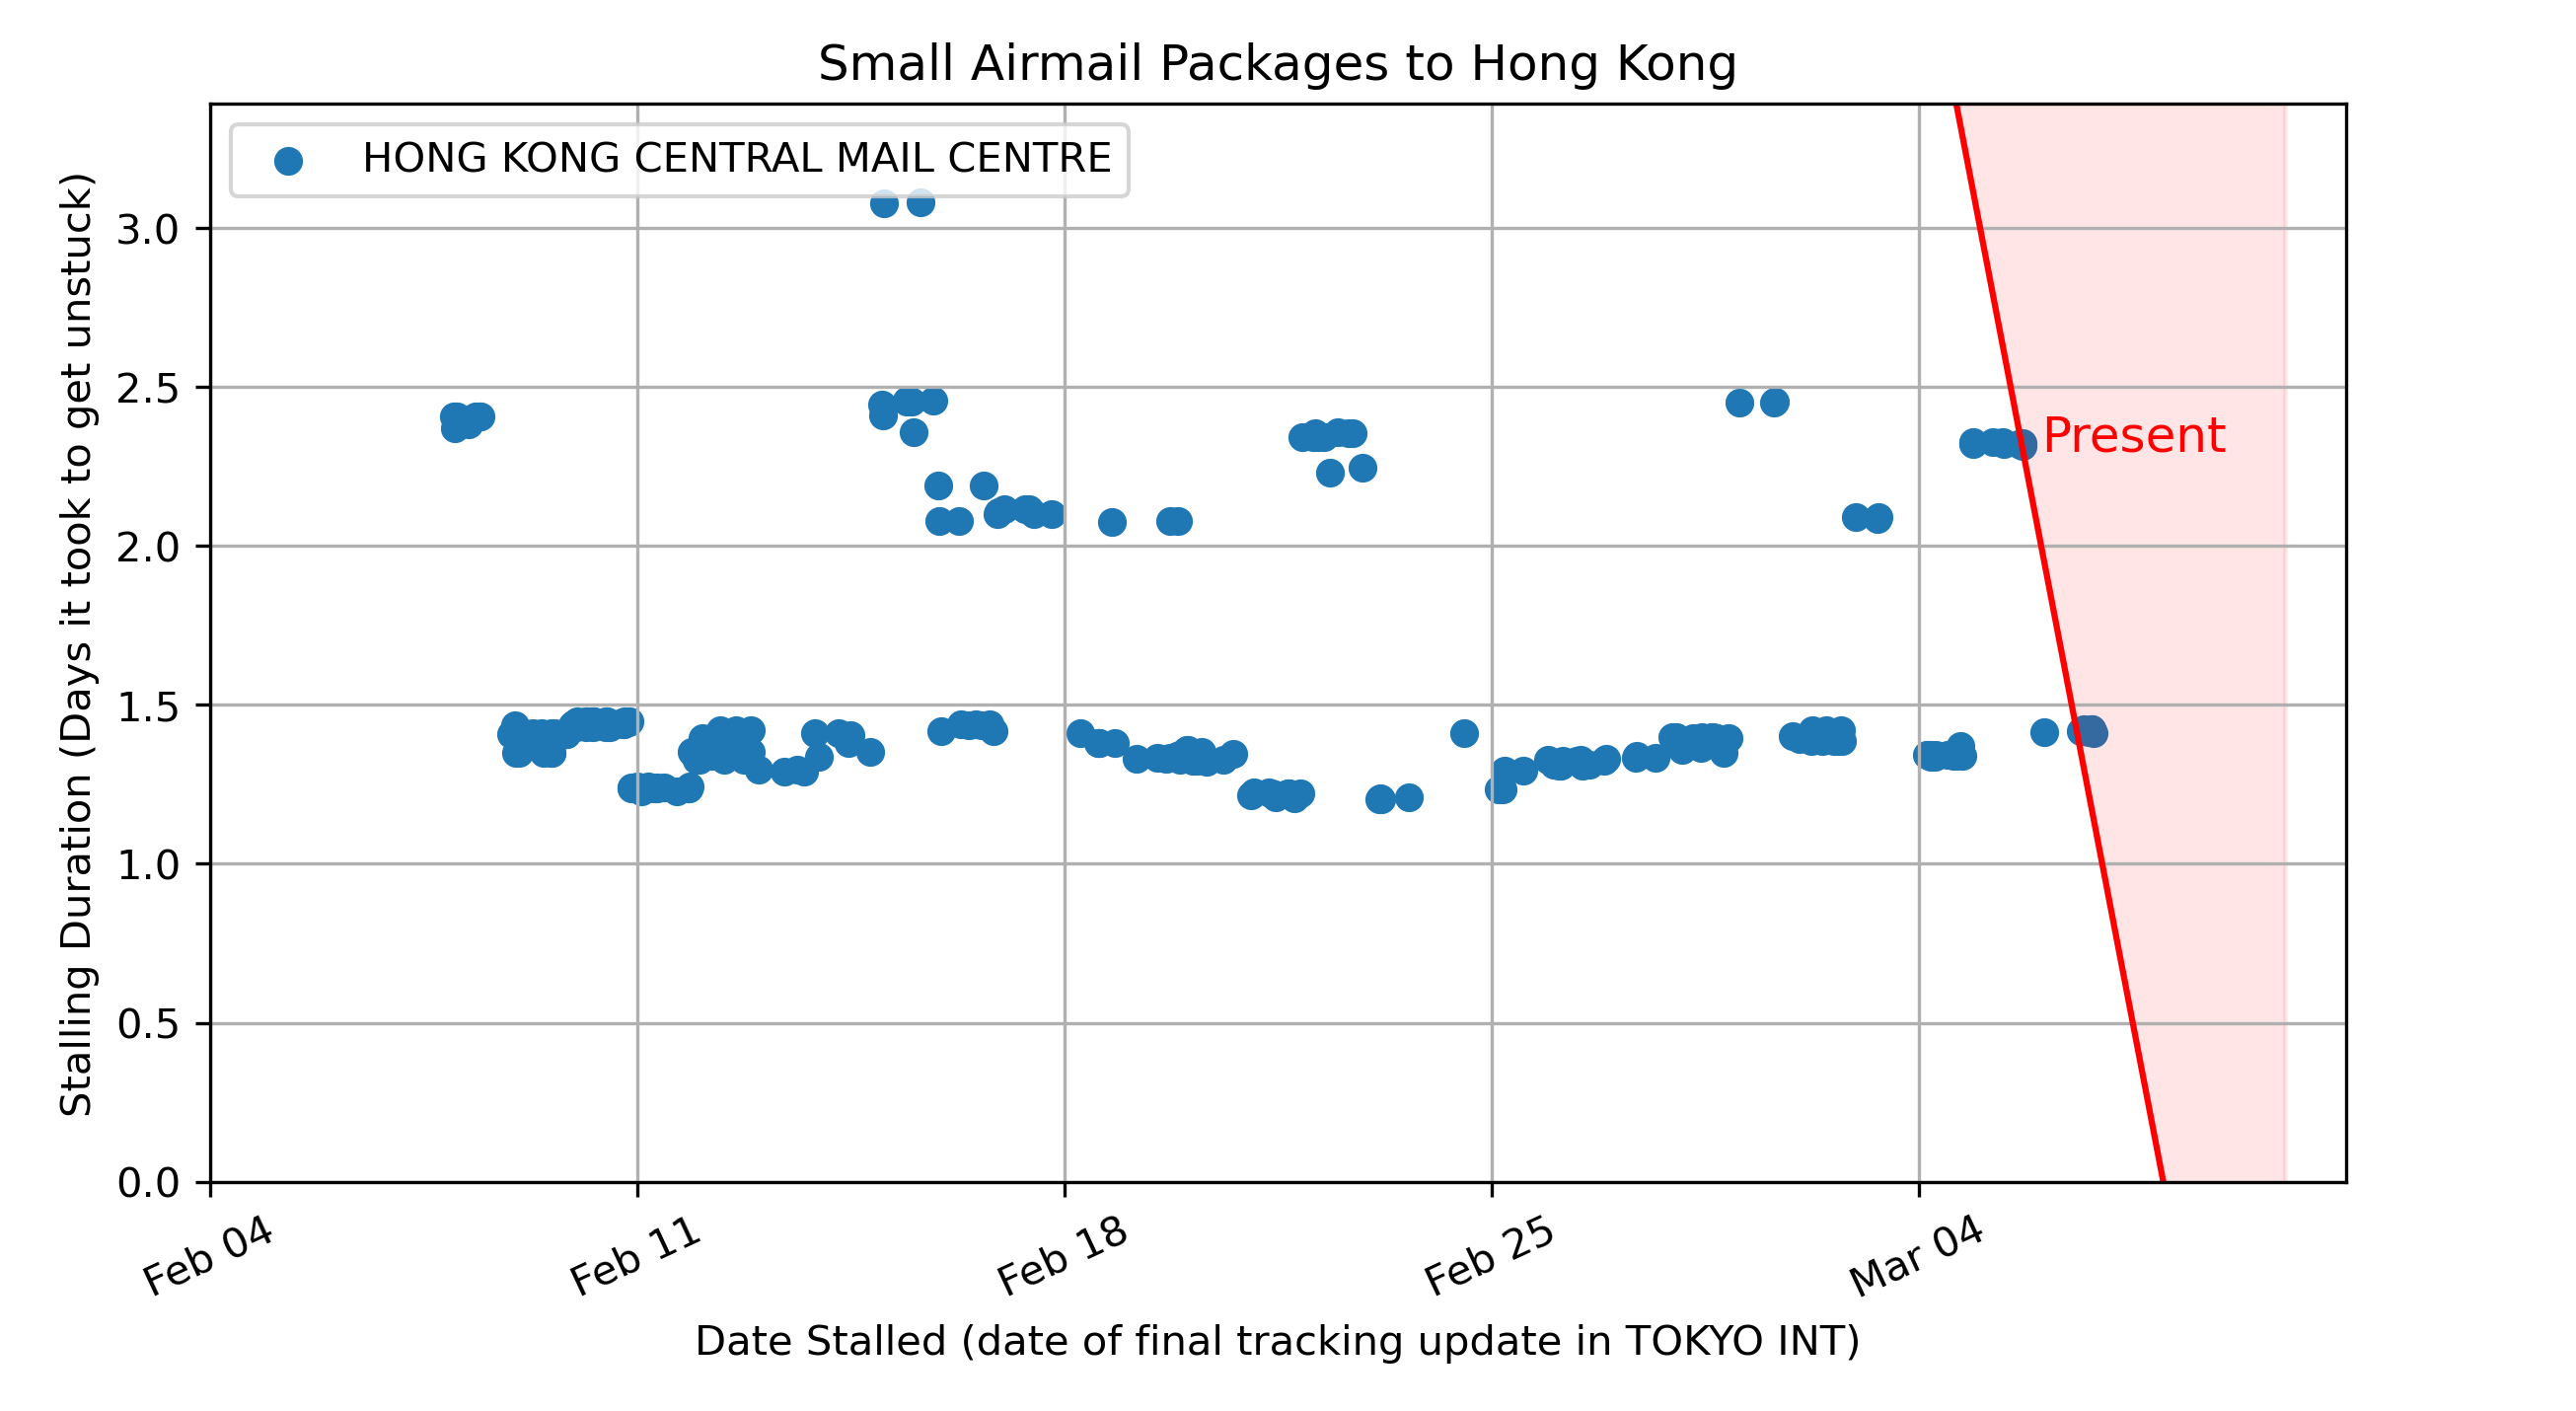 Small Airmail Packages to Hong Kong
HONG KONG CENTRAL MAIL CENTRE
Stalling Duration (Days it took to get unstuck)
3.0
2.5
2.0
1.5
1.0
0.5
0.0
Present
Feb 04
Feb 11
Feb 18
Feb 25
Mar 04
Date Stalled (date of final tracking update in TOKYO INT)